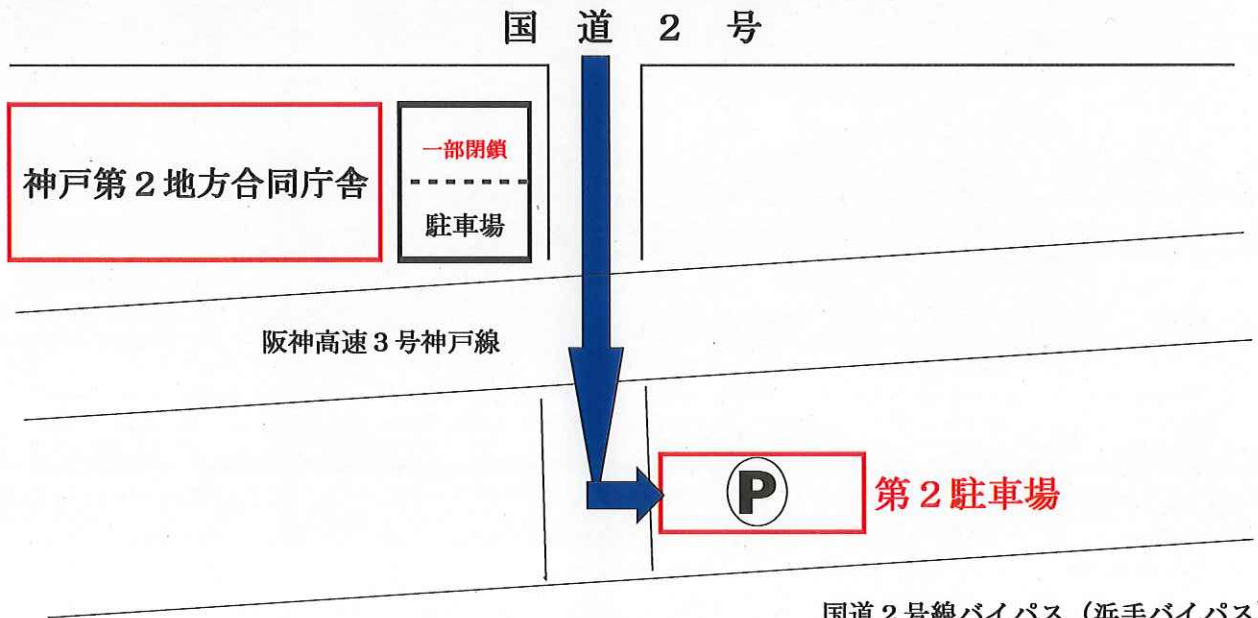 国道２号
一部閉鎖
神戸第２地方合同庁舎
駐車場
阪神高速３号神戸線
P
第２駐車場
国道２号線バイパス（浜手バイパス）